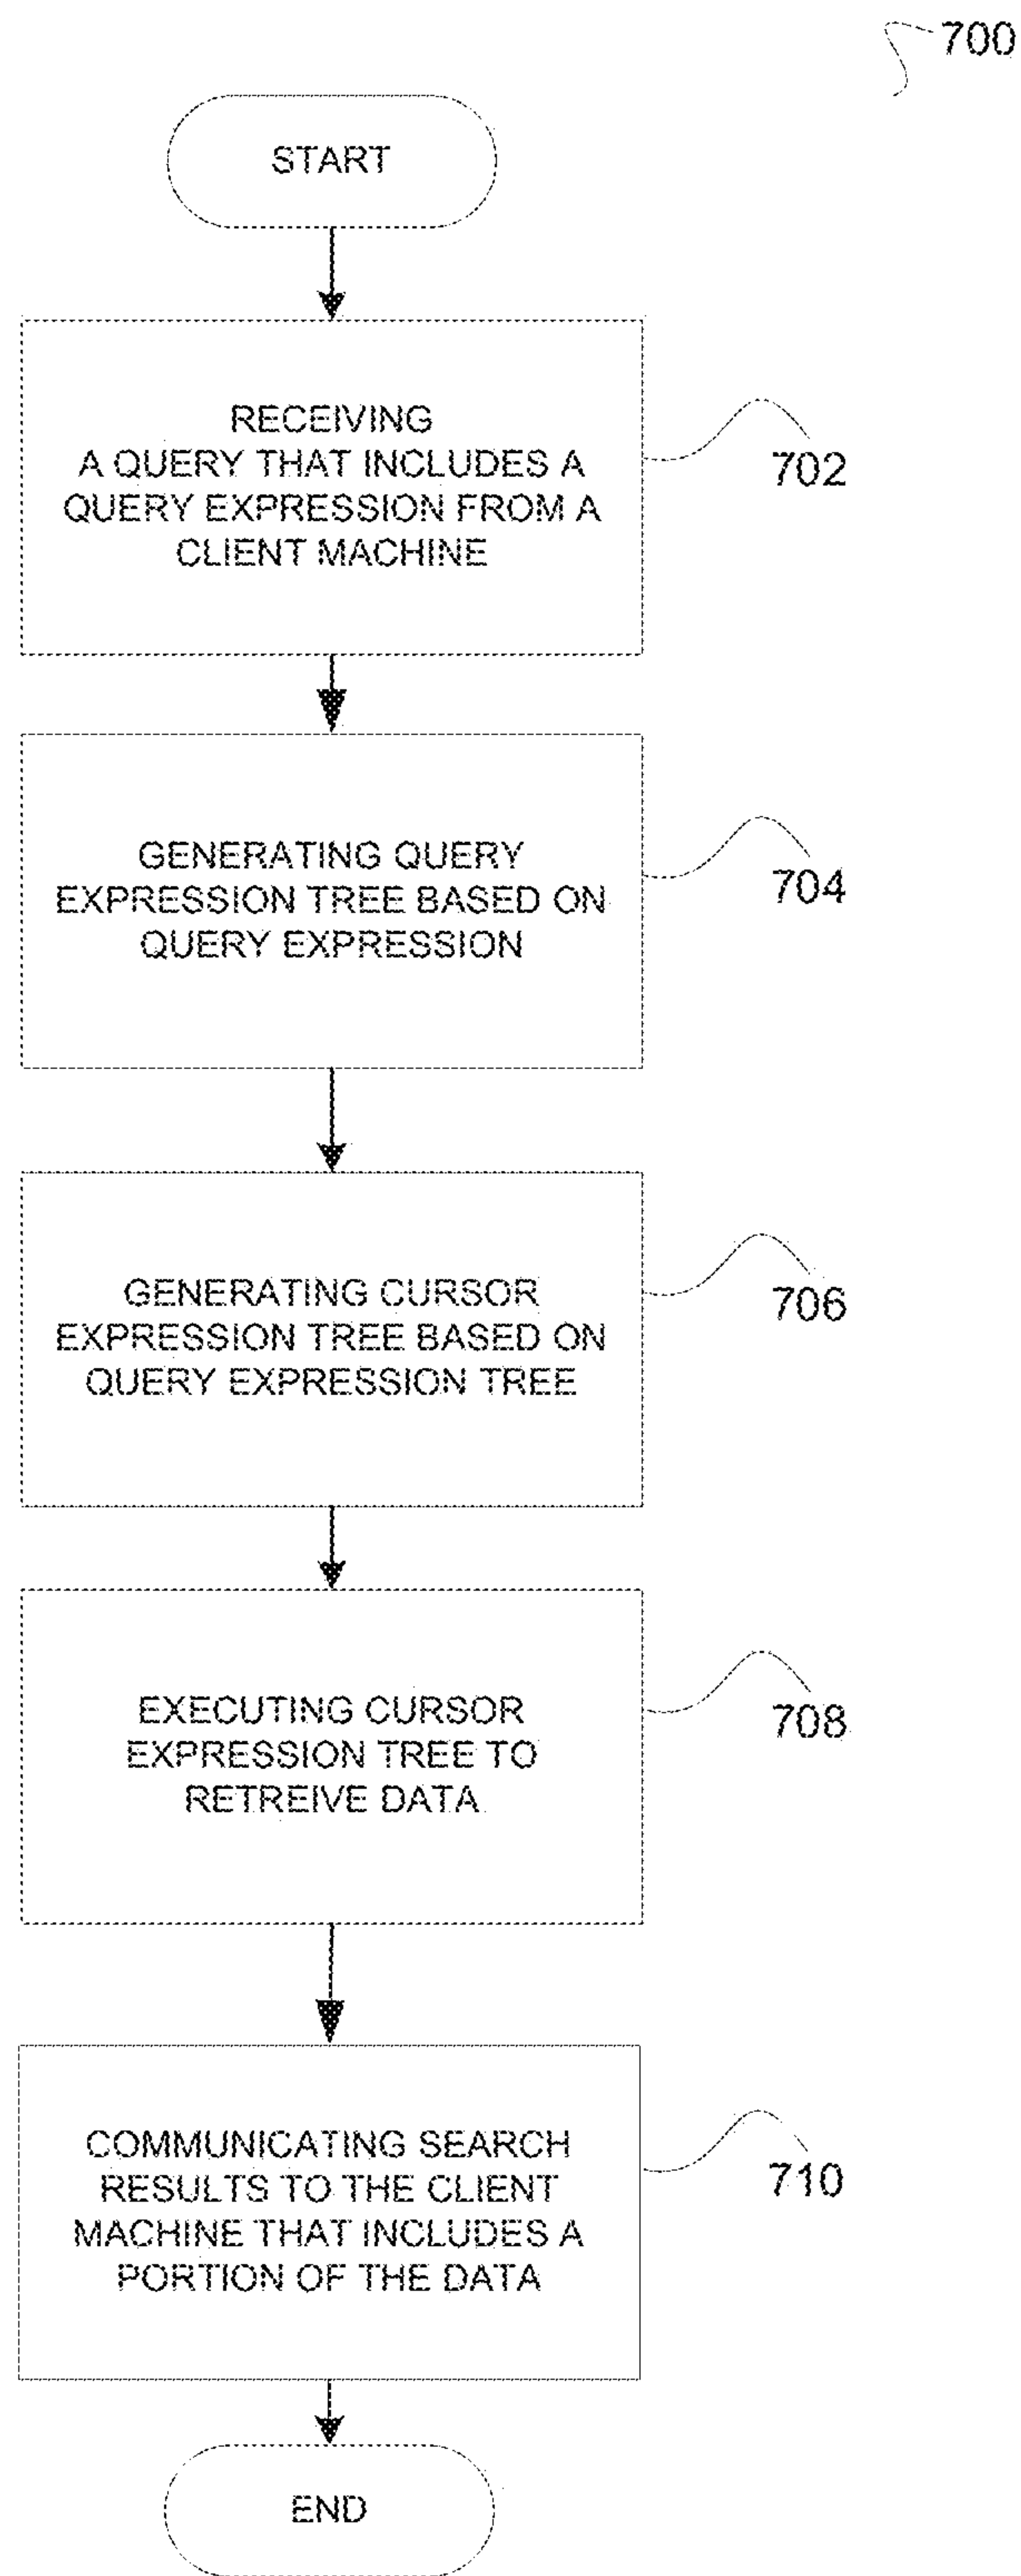 700
START
RECEIVING
A QUERY THAT INCLUDES A
QUERY EXPRESSION FROM A
CLIENT MACHINE
702
GENERATING QUERY
EXPRESSION TREE BASED ON
QUERY EXPRESSION
704
GENERATING CURSOR
EXPRESSION TREE BASED ON
QUERY EXPRESSION TREE
706
EXECUTING CURSOR
EXPRESSION TREE TO
RETREIVE DATA
708
COMMUNICATING SEARCH
RESULTS TO THE CLIENT
MACHINE THAT INCLUDES A
PORTION OF THE DATA
710
END